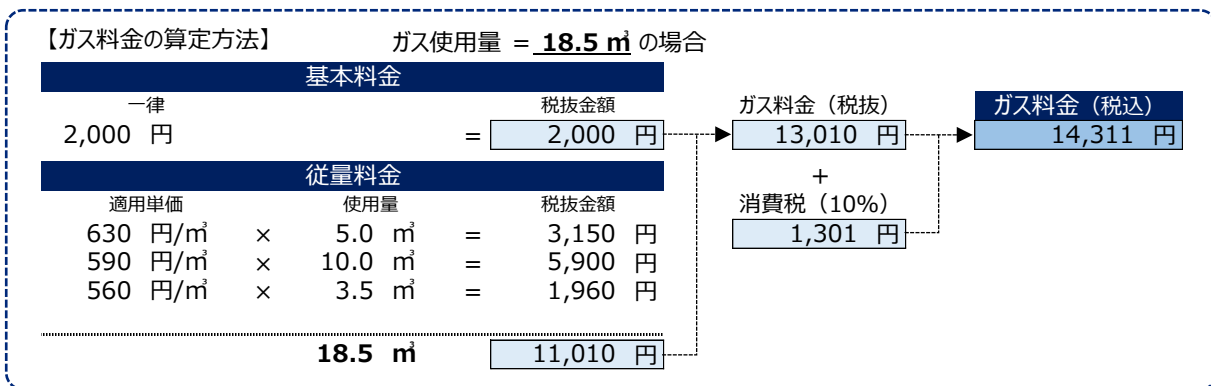 【ガス料金の算定方法】 ガス使用量 = 18.5 ㎥ の場合
基本料金
一律 税抜金額 ガス料金（税抜） ガス料金（税込）
2,000 円 = 2,000 円 13,010 円 14,311 円
従量料金 +
適用単価 使用量 税抜金額 消費税（10%）
630 円/㎥ × 5.0 ㎥ = 3,150 円 1,301 円
590 円/㎥ × 10.0 ㎥ = 5,900 円
560 円/㎥ × 3.5 ㎥ = 1,960 円
18.5 ㎥ 11,010 円